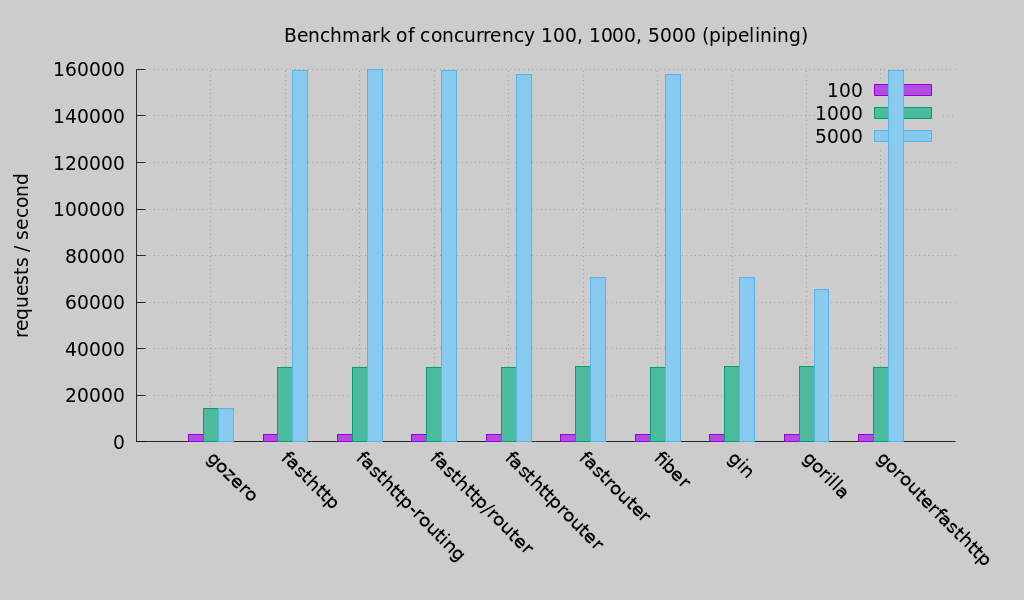 Benchmark of concurrency 100, 1000, 5000 (pipelining)
requests / second
160000
140000
120000
100000
80000
60000
40000
20000
0
100
1000
5000
gozero
fasthttp
fasthttp-routing
fasthttp/router
fasthttprouter
fastrouter
fiber
gin
gorilla
gorouterfasthttp